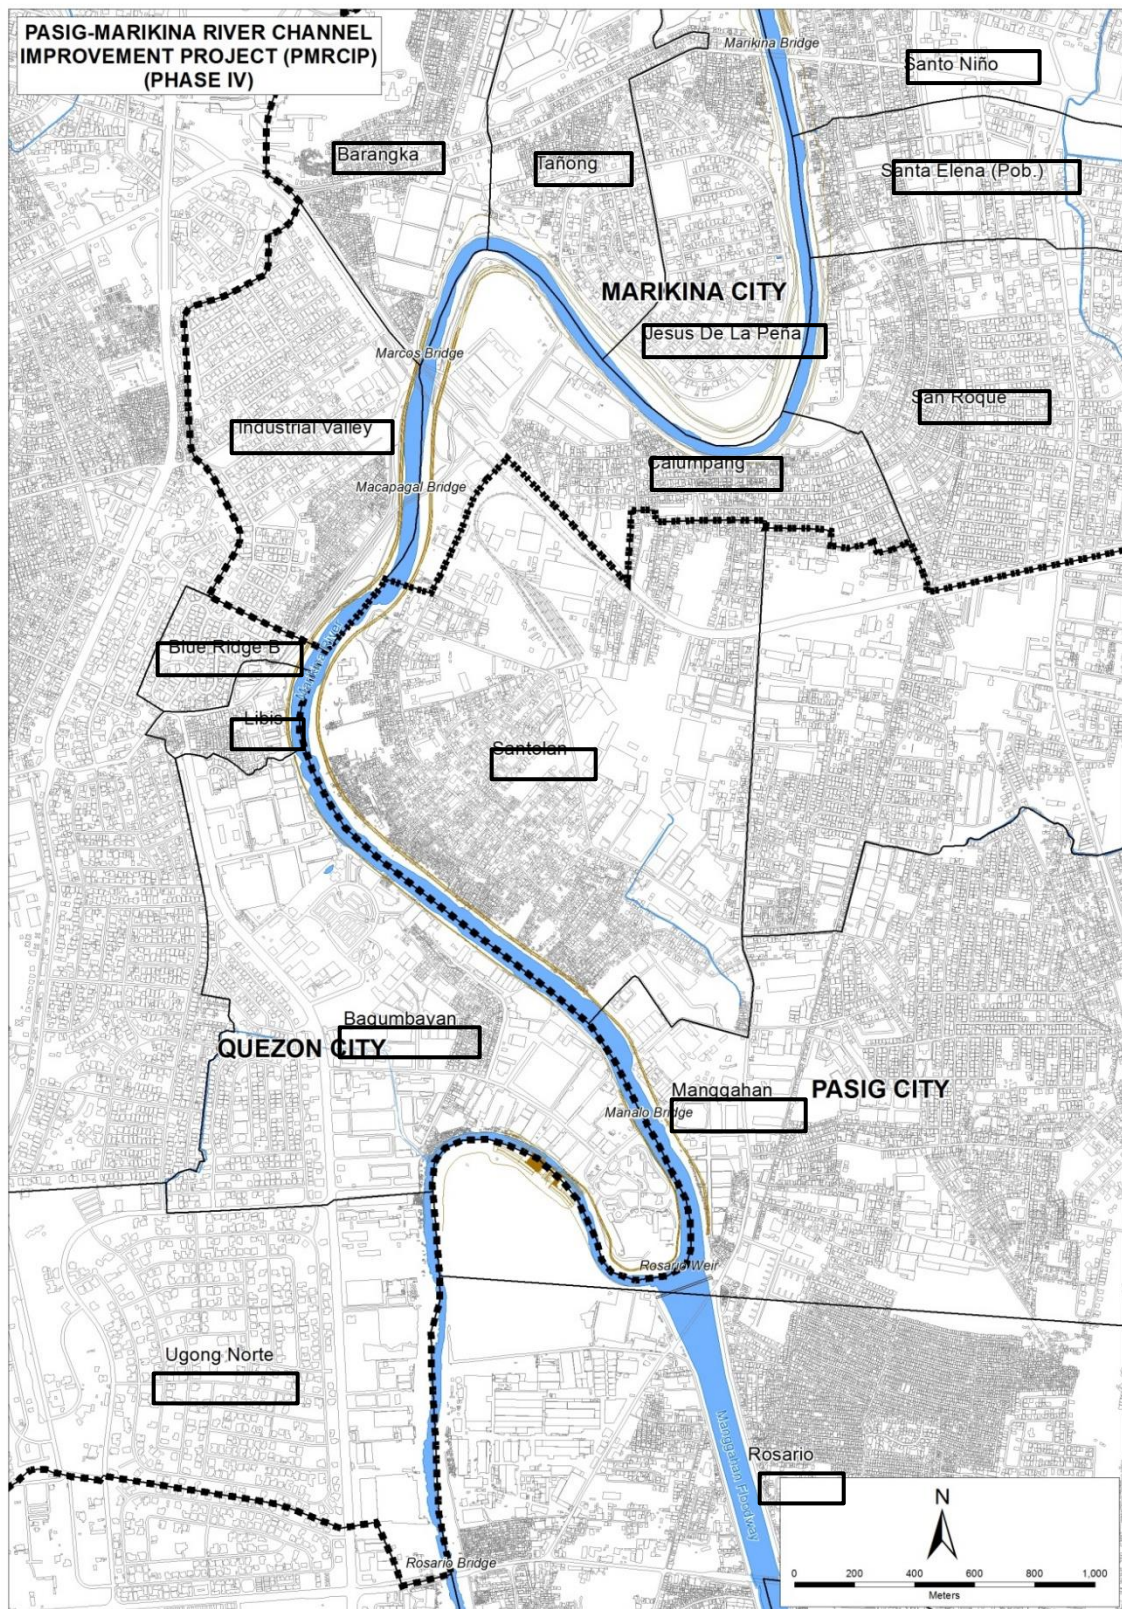 PASIG-MARIKINA RIVER CHANNEL
IMPROVEMENT PROJECT (PMRCIP)
(PHASE IV)
Marikina Bridge
Santo Niño
Barangka
Tañong
Santa Elena (Pob.)
MARIKINA CITY
Jesus De La Peña
Marcos Bridge
San Roque
Industrial Valley
Calumpang
Macapagal Bridge
Blue Ridge B
Marikina River
Libis
Santolan
Bagumbayan
QUEZON CITY
Manggahan
PASIG CITY
Manalo Bridge
Rosario Weir
Ugong Norte
Manggahan Floodway
Rosario
N
0 200 400 600 800 1,000
Meters
Rosario Bridge